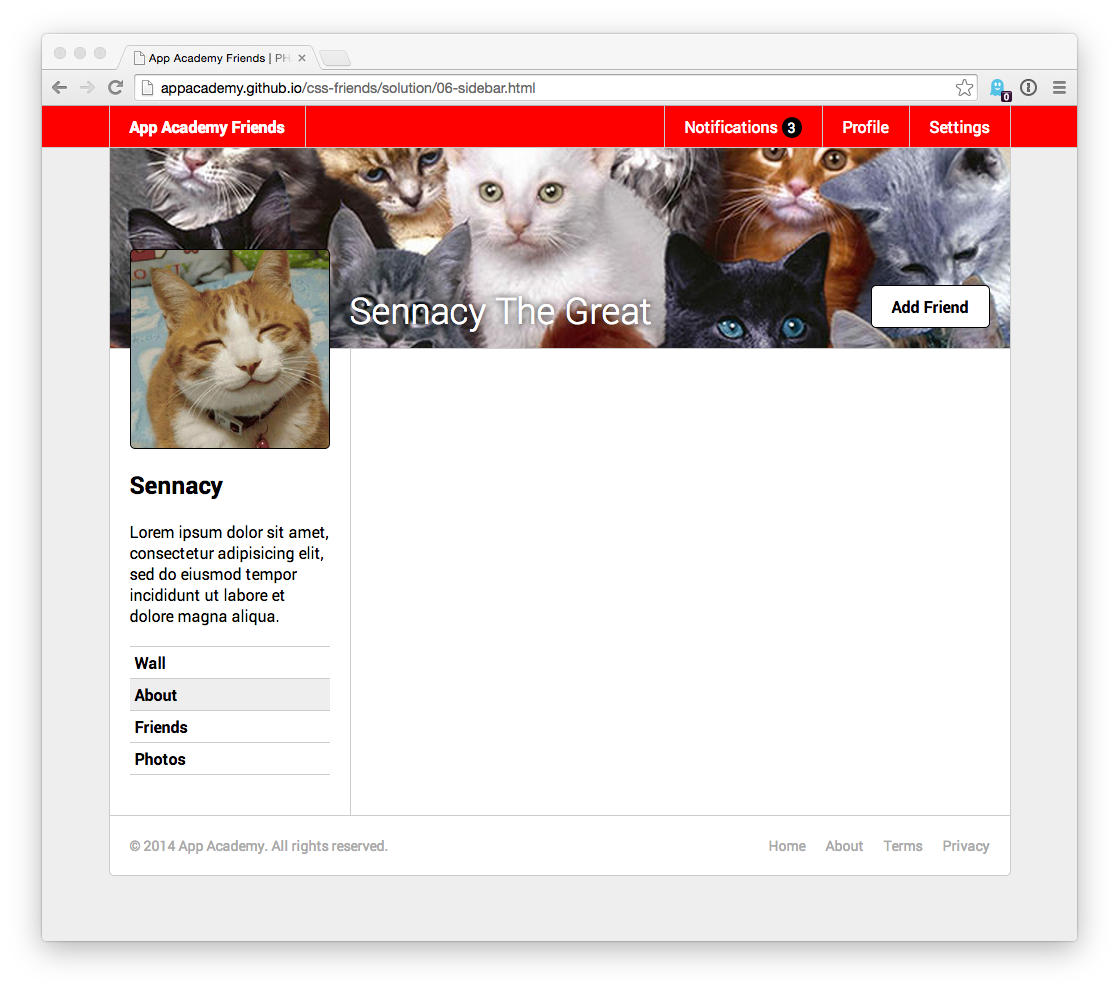 App Academy Friends | PH
appacademy.github.io/css-friends/solution/06-sidebar.html
0
App Academy Friends
Notifications 3
Profile
Settings
Sennacy The Great
Add Friend
Sennacy
Lorem ipsum dolor sit amet,
consectetur adipisicing elit,
sed do eiusmod tempor
incididunt ut labore et
dolore magna aliqua.
Wall
About
Friends
Photos
© 2014 App Academy. All rights reserved.
Home
About
Terms
Privacy